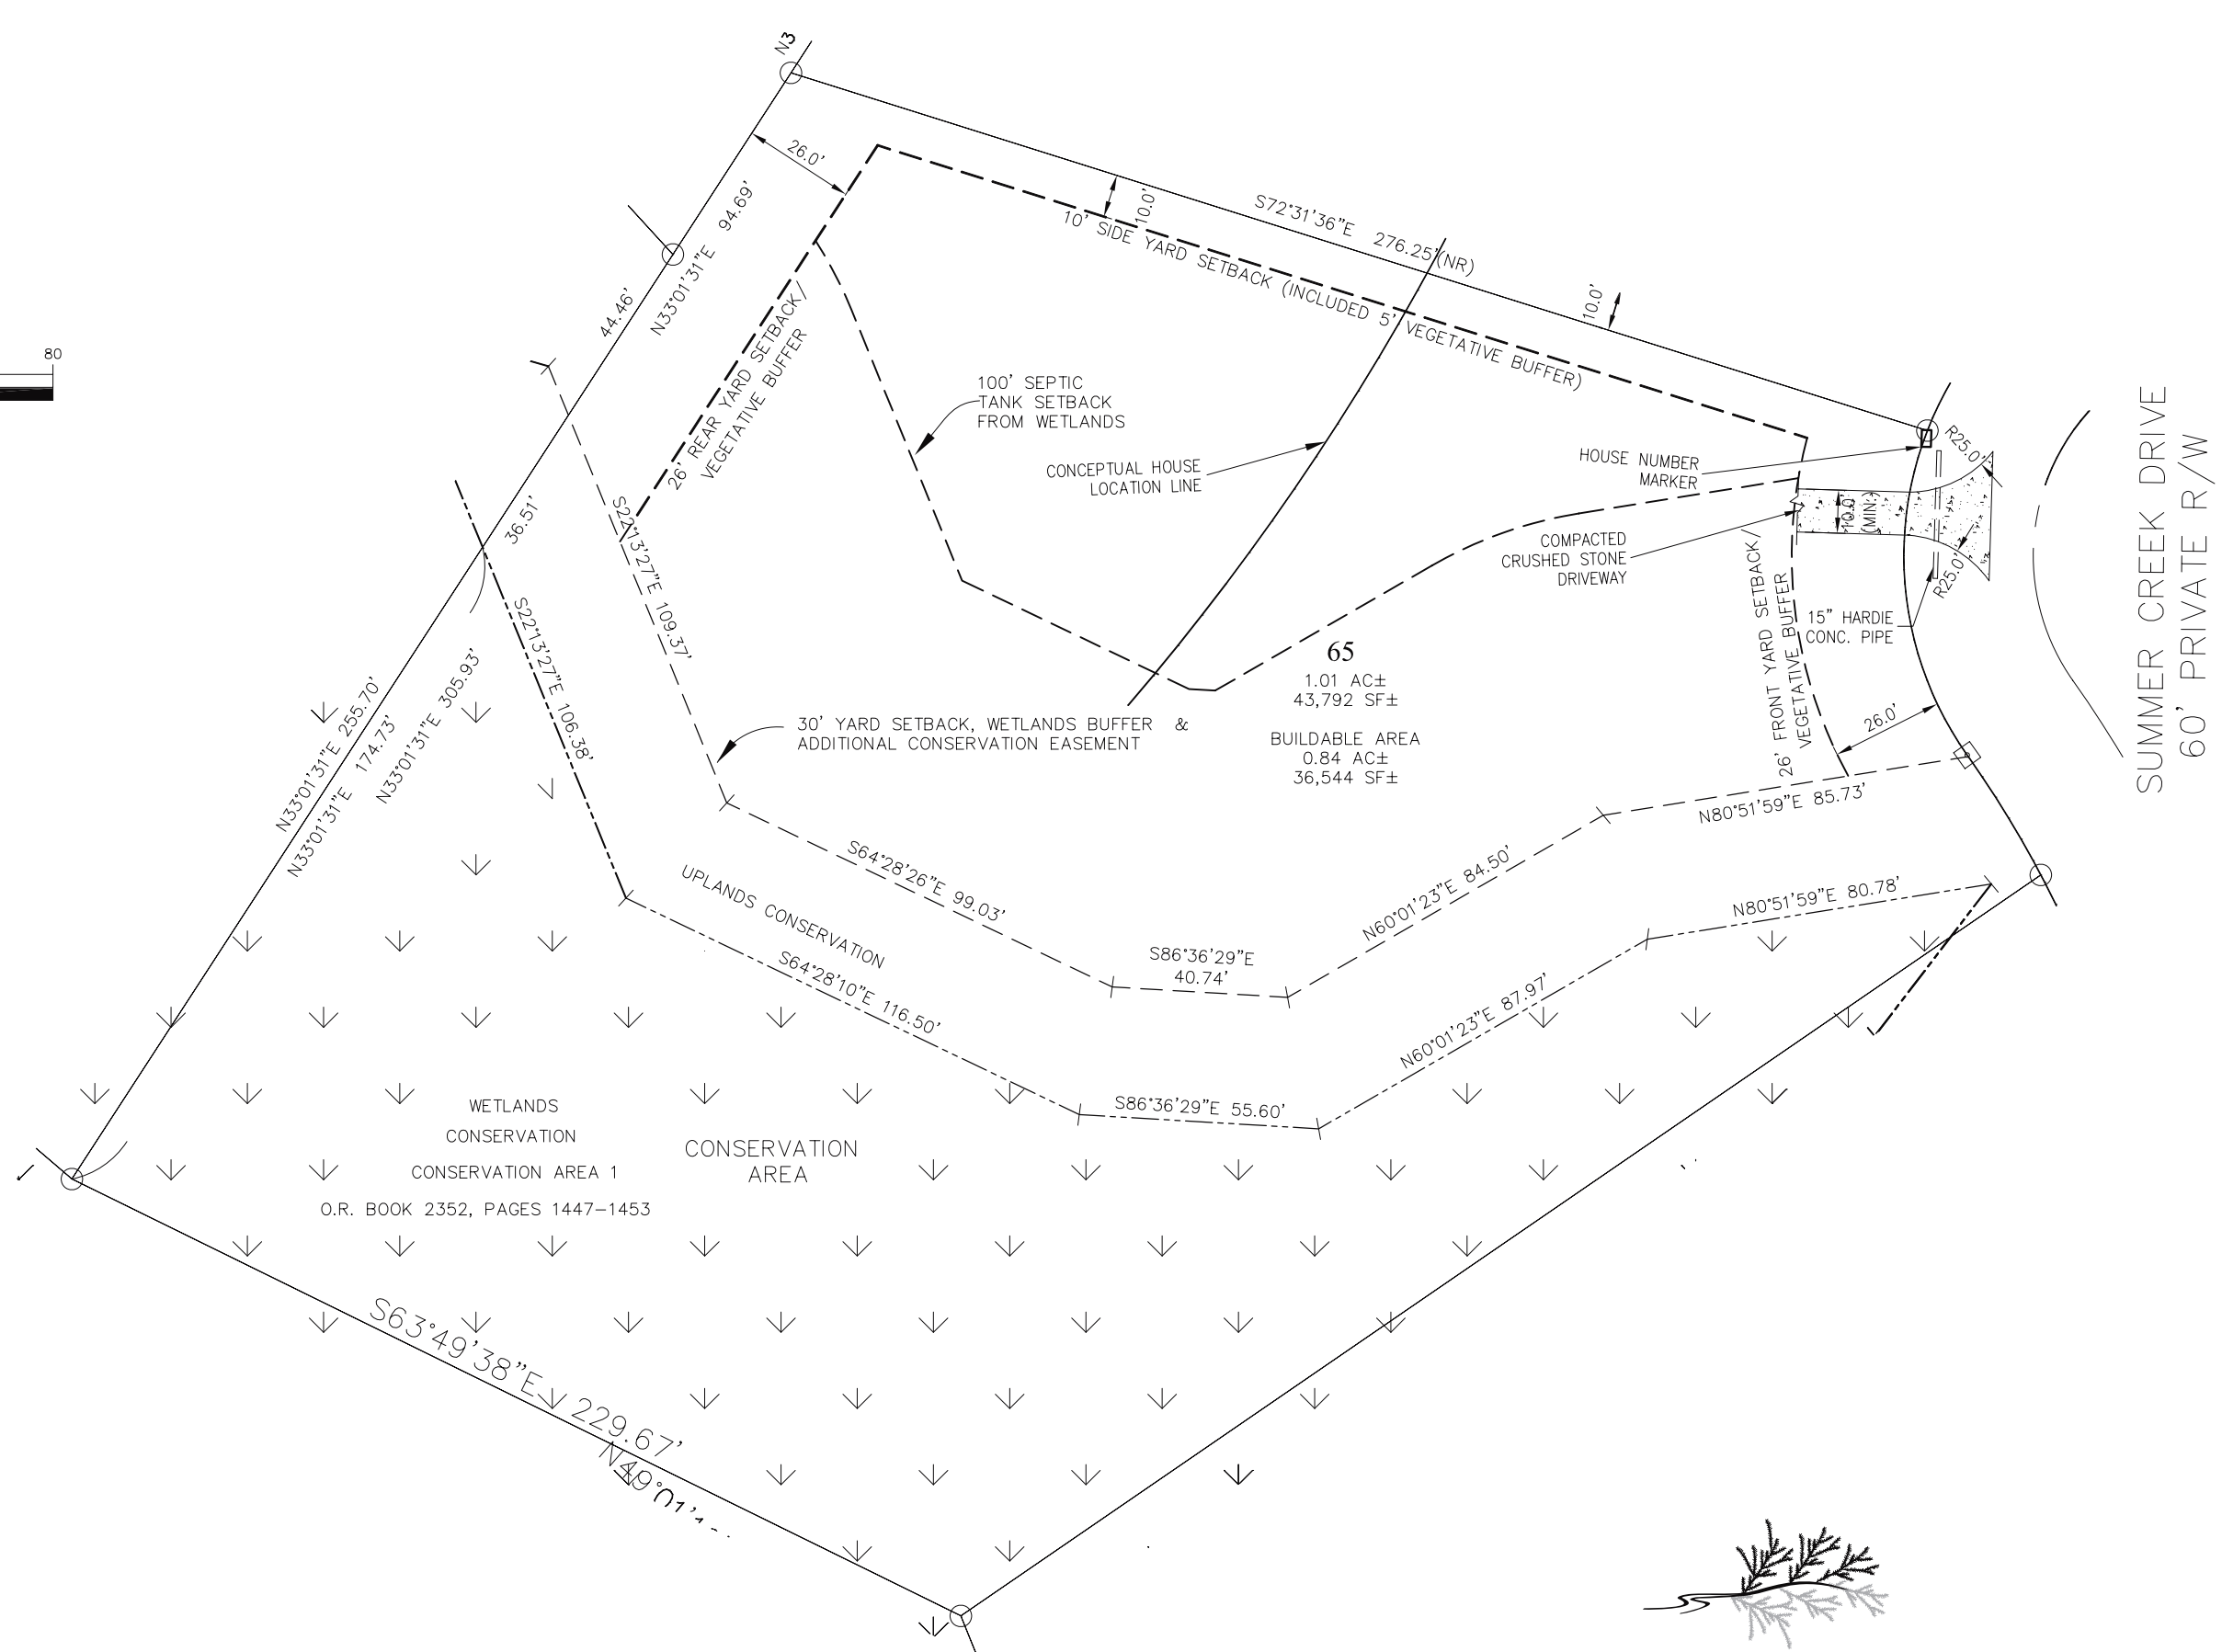 N3
26.0'
N33°01'31"E 94.69'
44.46'
10.0'
S72°31'36"E 276.25'(NR)
10' SIDE YARD SETBACK (INCLUDED 5' VEGETATIVE BUFFER)
10.0'
80
26' REAR YARD SETBACK/
VEGETATIVE BUFFER
100' SEPTIC
TANK SETBACK
FROM WETLANDS
CONCEPTUAL HOUSE
LOCATION LINE
HOUSE NUMBER
MARKER
R25.0'
10.0'
(MIN.)
COMPACTED
CRUSHED STONE
DRIVEWAY
R25.0'
15" HARDIE
CONC. PIPE
SUMMER CREEK DRIVE
60' PRIVATE R/W
26' FRONT YARD SETBACK/
VEGETATIVE BUFFER
26.0'
36.51'
S22°13'27"E 109.37'
S22°13'27"E 106.38'
65
1.01 AC±
43,792 SF±
BUILDABLE AREA
0.84 AC±
36,544 SF±
30' YARD SETBACK, WETLANDS BUFFER &
ADDITIONAL CONSERVATION EASEMENT
N33°01'31"E 255.70'
N33°01'31"E 174.73'
N33°01'31"E 305.93'
N80°51'59"E 85.73'
S64°28'26"E 99.03'
UPLANDS CONSERVATION
N60°01'23"E 84.50'
N80°51'59"E 80.78'
S86°36'29"E
40.74'
S64°28'10"E 116.50'
N60°01'23"E 87.97'
S86°36'29"E 55.60'
WETLANDS
CONSERVATION
CONSERVATION AREA 1
O.R. BOOK 2352, PAGES 1447-1453
CONSERVATION
AREA
S63°49'38"E 229.67'
N49°01'